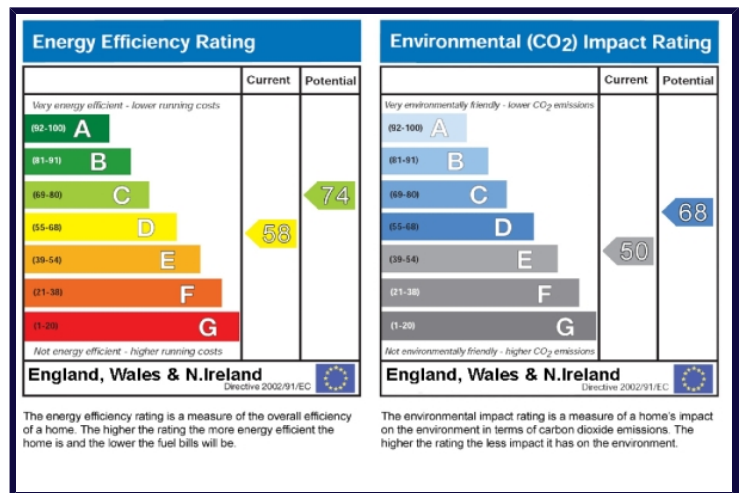 Energy Efficiency Rating
Current Potential
Very energy efficient - lower running costs
(92-100) A
(81-91) B
(69-80) C
74
(55-68) D
58
(39-54) E
(21-38) F
(1-20) G
Not energy efficient - higher running costs
England, Wales & N.Ireland
Directive 2002/91/EC
The energy efficiency rating is a measure of the overall efficiency
of a home. The higher the rating the more energy efficient the
home is and the lower the fuel bills will be.
Environmental (CO2) Impact Rating
Current Potential
Very environmentally friendly - lower CO2 emissions
(92-100) A
(81-91) B
(69-80) C
(55-68) D
68
(39-54) E
50
(21-38) F
(1-20) G
Not environmentally friendly - higher CO2 emissions
England, Wales & N.Ireland
Directive 2002/91/EC
The environmental impact rating is a measure of a home's impact
on the environment in terms of carbon dioxide emissions. The
higher the rating the less impact it has on the environment.